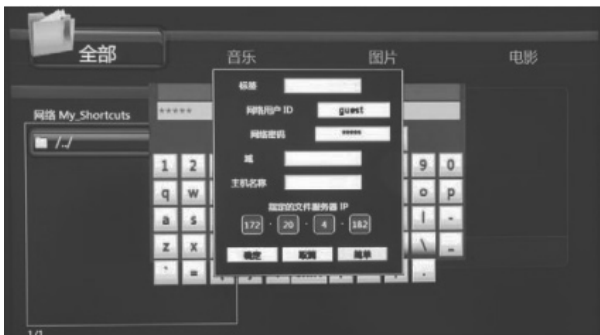 全部
音乐
图片
电影
网络 My_Shortcuts
*****
/../
标签
网络用户 ID guest
网络密码 *****
域
主机名称
指定的文件服务器 IP
172 . 20 . 4 . 182
确定 取消 简单
1 2 9 0
q w o p
a s l -
z x \ _
` = .
1/1